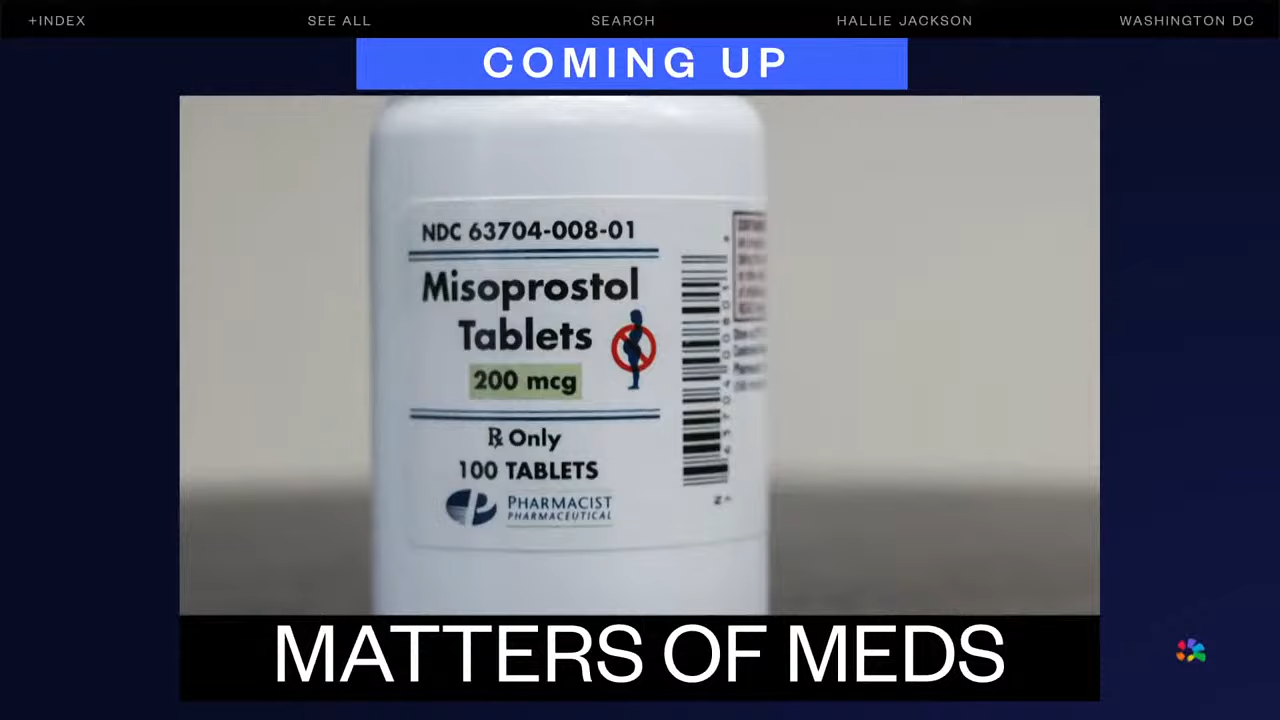 +INDEX
SEE ALL
SEARCH
HALLIE JACKSON
WASHINGTON DC
COMING UP
NDC 63704-008-01
Misoprostol
Tablets
200 mcg
℞ Only
100 TABLETS
PHARMACIST
PHARMACEUTICAL
MATTERS OF MEDS